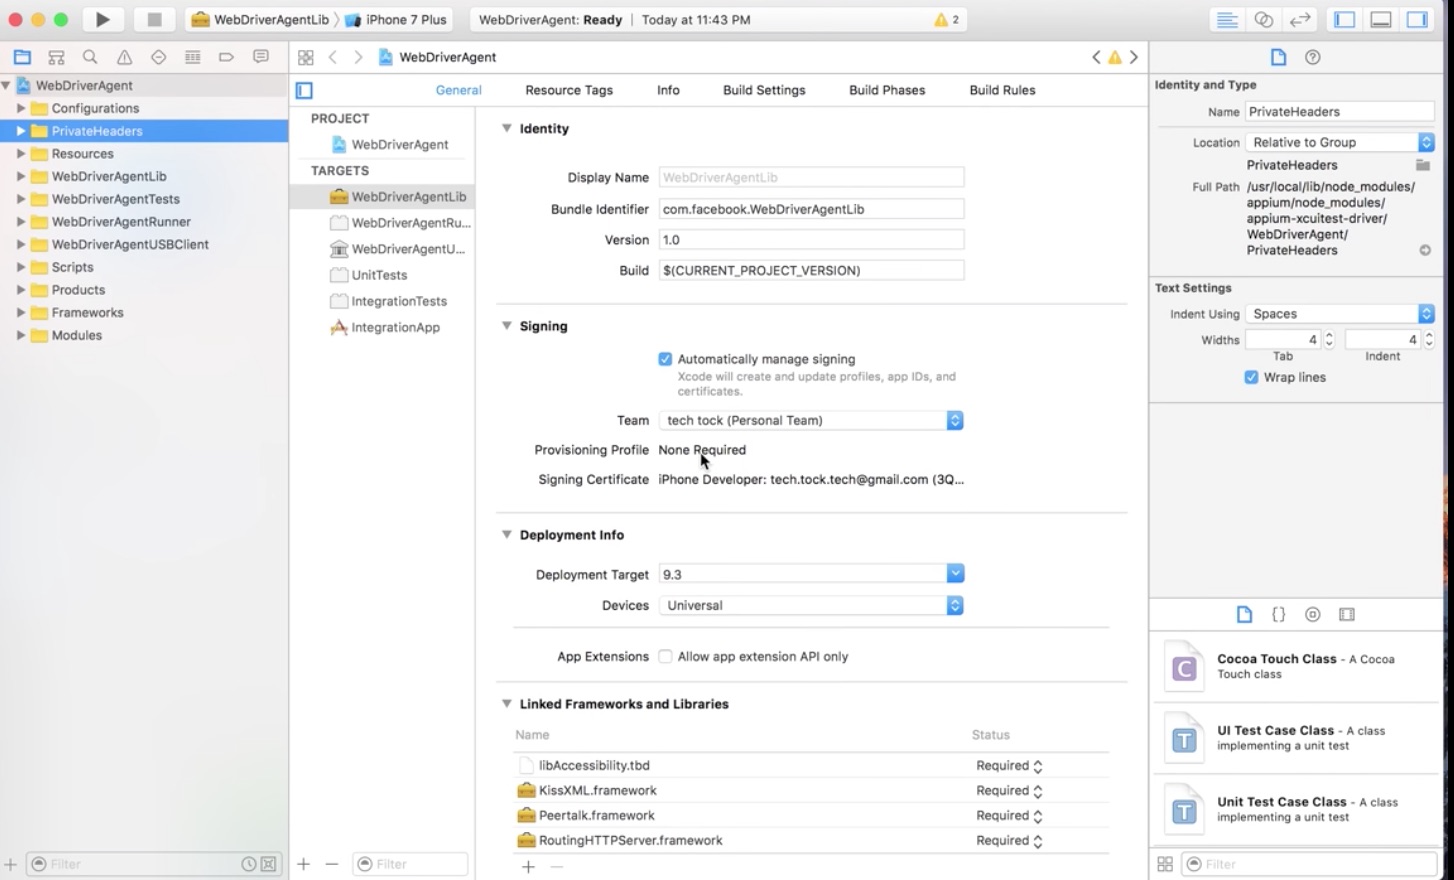 WebDriverAgentLib
iPhone 7 Plus
WebDriverAgent: Ready | Today at 11:43 PM
2
WebDriverAgent
Configurations
PrivateHeaders
Resources
WebDriverAgentLib
WebDriverAgentTests
WebDriverAgentRunner
WebDriverAgentUSBClient
Scripts
Products
Frameworks
Modules
Filter
WebDriverAgent
General
Resource Tags
Info
Build Settings
Build Phases
Build Rules
PROJECT
WebDriverAgent
TARGETS
WebDriverAgentLib
WebDriverAgentRu...
WebDriverAgentU...
UnitTests
IntegrationTests
IntegrationApp
Filter
Identity
Display Name WebDriverAgentLib
Bundle Identifier com.facebook.WebDriverAgentLib
Version 1.0
Build $(CURRENT_PROJECT_VERSION)
Signing
Automatically manage signing
Xcode will create and update profiles, app IDs, and
certificates.
Team tech tock (Personal Team)
Provisioning Profile None Required
Signing Certificate iPhone Developer: tech.tock.tech@gmail.com (3Q...
Deployment Info
Deployment Target 9.3
Devices Universal
App Extensions Allow app extension API only
Linked Frameworks and Libraries
Name Status
libAccessibility.tbd Required
KissXML.framework Required
Peertalk.framework Required
RoutingHTTPServer.framework Required
Identity and Type
Name PrivateHeaders
Location Relative to Group
PrivateHeaders
Full Path /usr/local/lib/node_modules/
appium/node_modules/
appium-xcuitest-driver/
WebDriverAgent/
PrivateHeaders
Text Settings
Indent Using Spaces
Widths 4 4
Tab Indent
Wrap lines
C
Cocoa Touch Class - A Cocoa
Touch class
T
UI Test Case Class - A class
implementing a unit test
T
Unit Test Case Class - A class
implementing a unit test
Filter